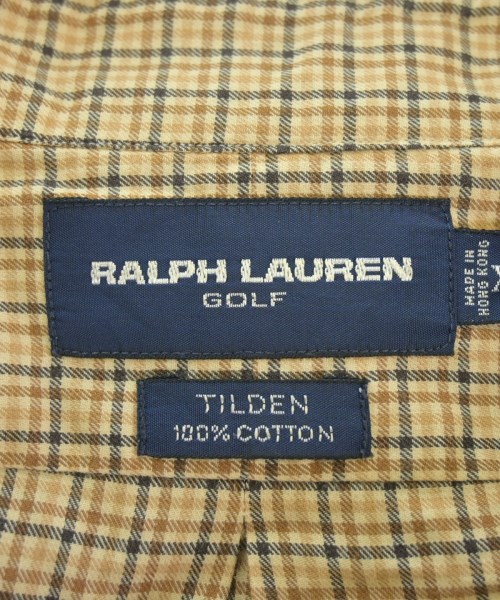 RALPH LAUREN
GOLF
MADE IN
HONG KONG
TILDEN
100% COTTON